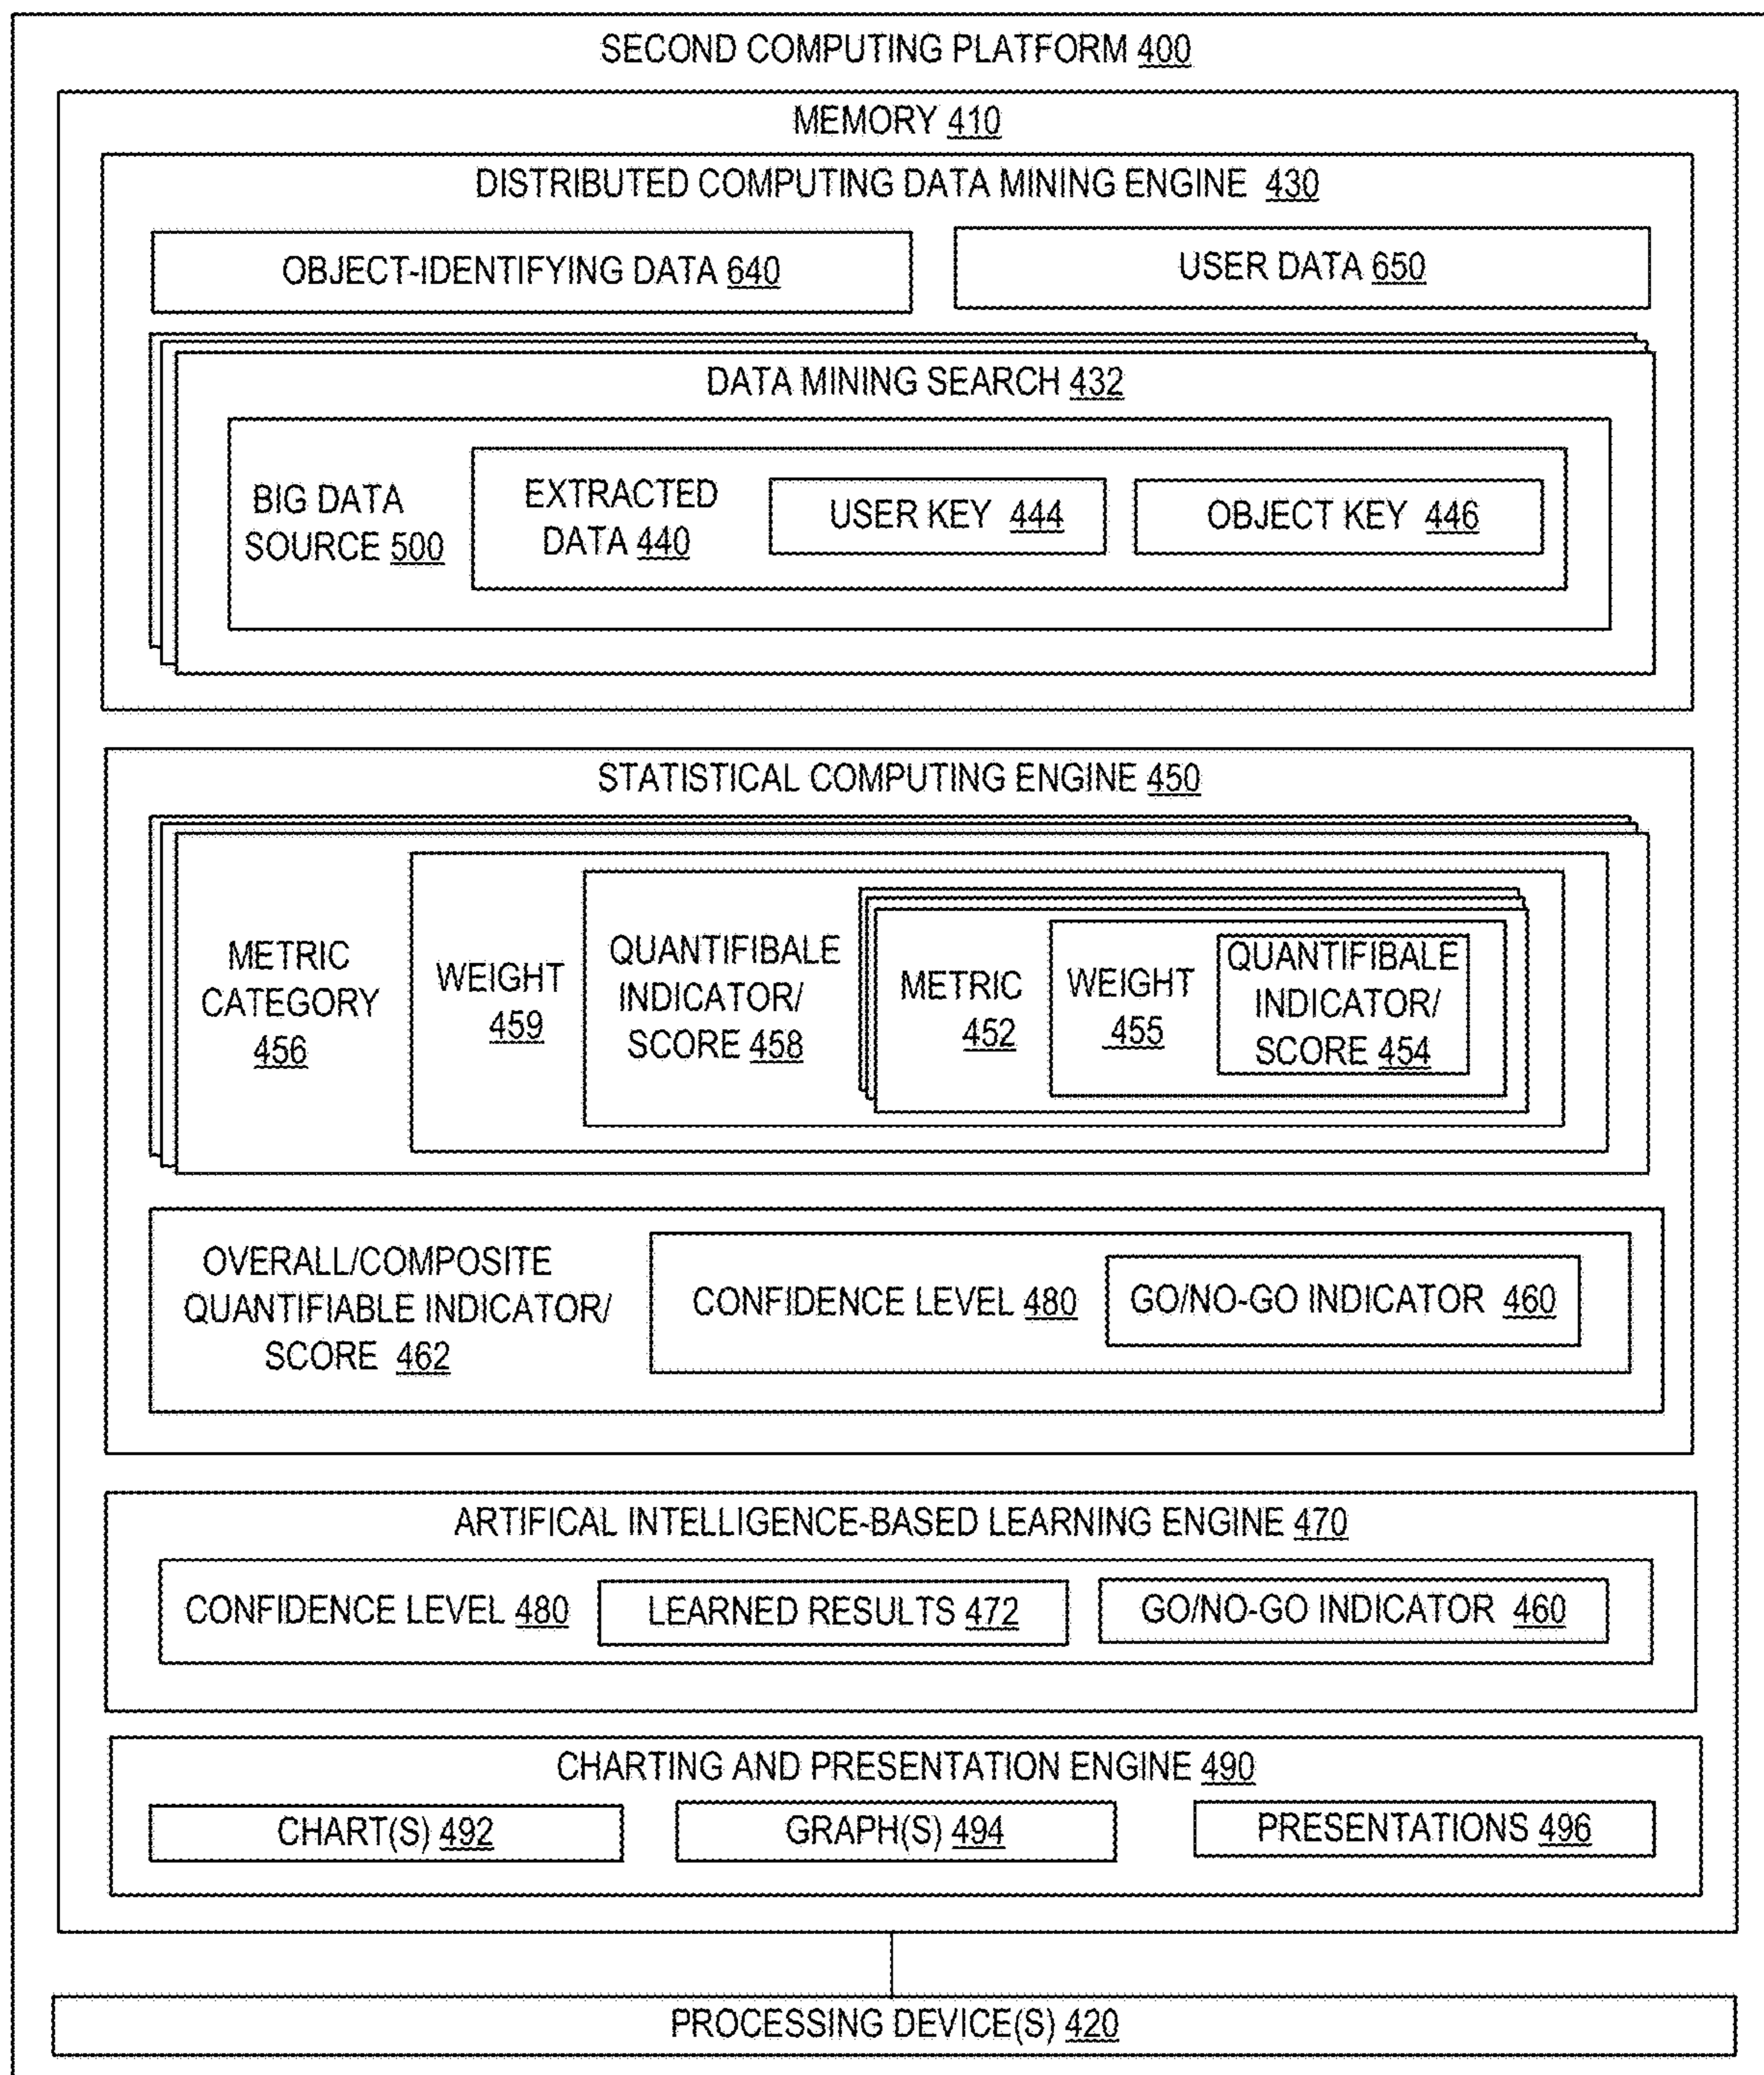 SECOND COMPUTING PLATFORM 400
MEMORY 410
DISTRIBUTED COMPUTING DATA MINING ENGINE 430
OBJECT-IDENTIFYING DATA 640
USER DATA 650
DATA MINING SEARCH 432
BIG DATA
SOURCE 500
EXTRACTED
DATA 440
USER KEY 444
OBJECT KEY 446
STATISTICAL COMPUTING ENGINE 450
METRIC
CATEGORY
456
WEIGHT
459
QUANTIFIBALE
INDICATOR/
SCORE 458
METRIC
452
WEIGHT
455
QUANTIFIBALE
INDICATOR/
SCORE 454
OVERALL/COMPOSITE
QUANTIFIABLE INDICATOR/
SCORE 462
CONFIDENCE LEVEL 480
GO/NO-GO INDICATOR 460
ARTIFICAL INTELLIGENCE-BASED LEARNING ENGINE 470
CONFIDENCE LEVEL 480
LEARNED RESULTS 472
GO/NO-GO INDICATOR 460
CHARTING AND PRESENTATION ENGINE 490
CHART(S) 492
GRAPH(S) 494
PRESENTATIONS 496
PROCESSING DEVICE(S) 420